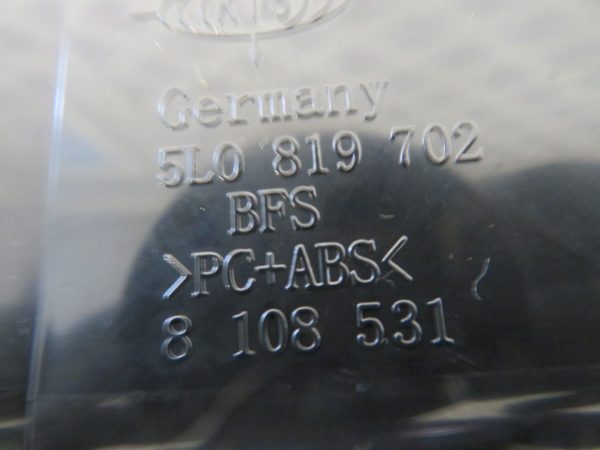 Germany
5L0 819 702
BFS
>PC+ABS<
8 108 531